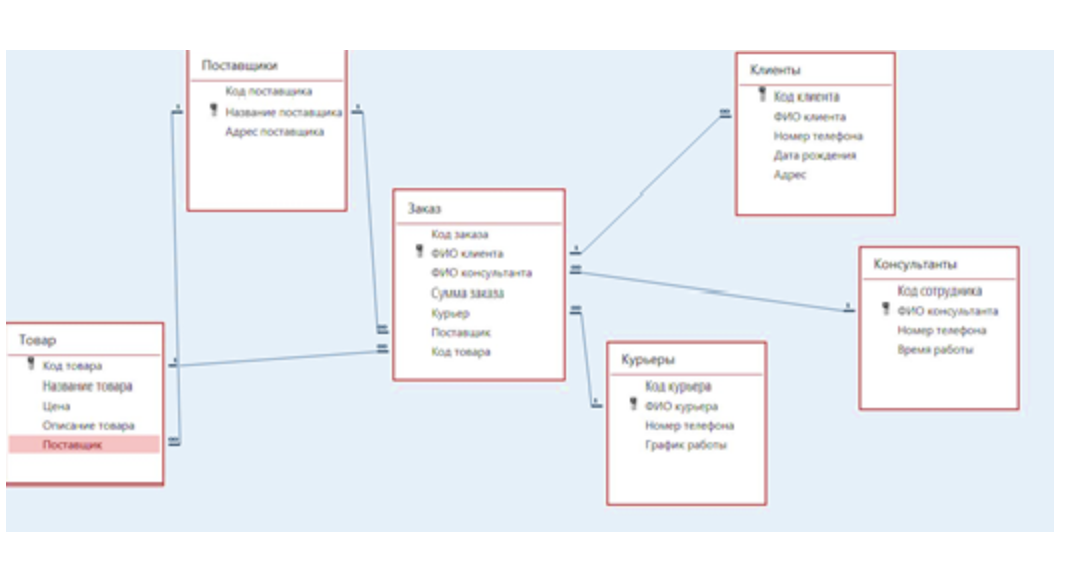 Поставщики
Код поставщика
Название поставщика
Адрес поставщика
Клиенты
Код клиента
ФИО клиента
Номер телефона
Дата рождения
Адрес
Заказ
Код заказа
ФИО клиента
ФИО консультанта
Сумма заказа
Курьер
Поставщик
Код товара
Консультанты
Код сотрудника
ФИО консультанта
Номер телефона
Время работы
Товар
Код товара
Название товара
Цена
Описание товара
Поставщик
Курьеры
Код курьера
ФИО курьера
Номер телефона
График работы